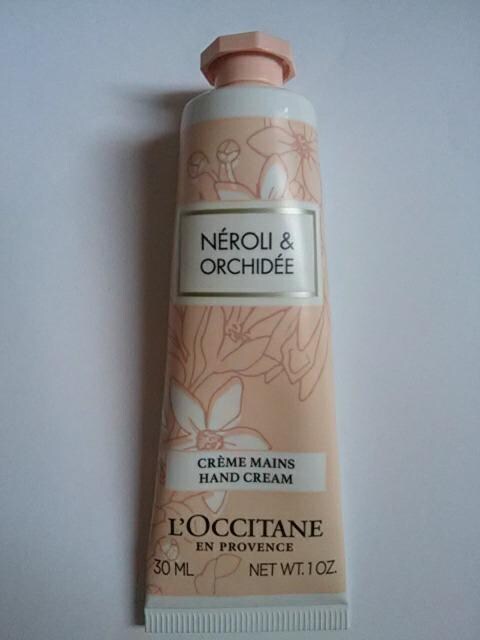 NÉROLI &
ORCHIDÉE
CRÈME MAINS
HAND CREAM
L'OCCITANE
EN PROVENCE
30 ML NET WT. 1 OZ.